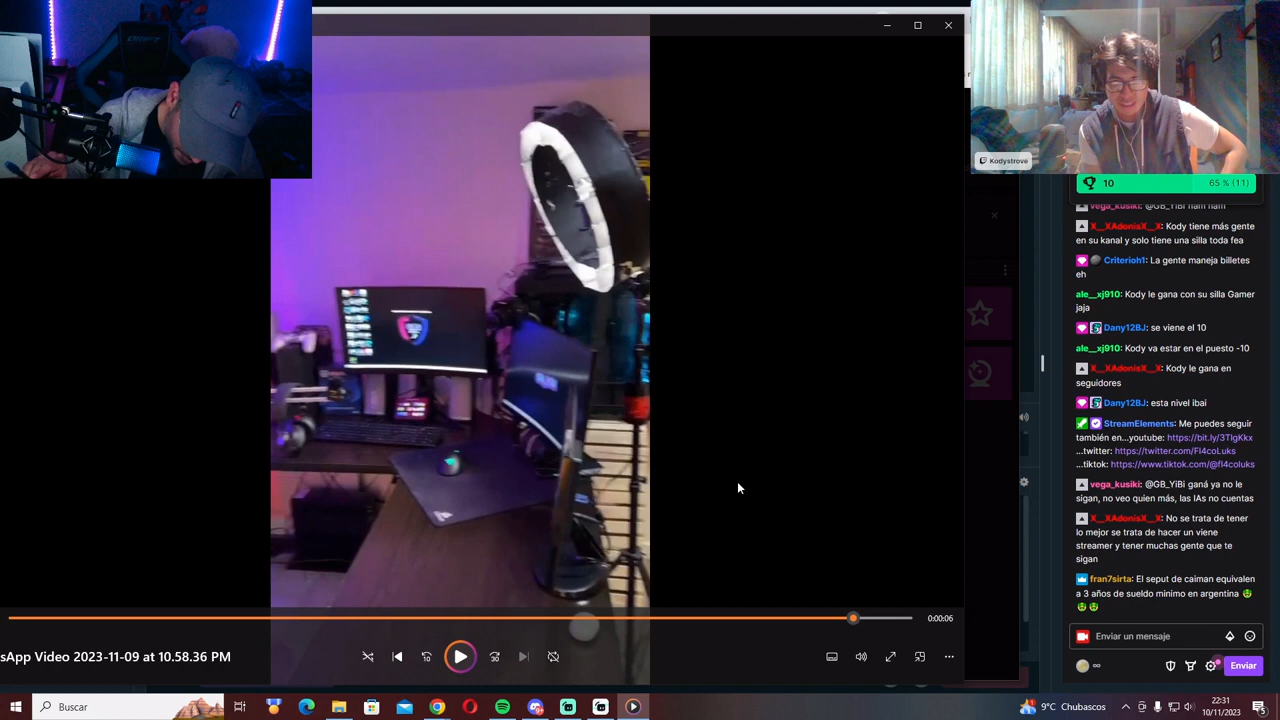 Kodystrove
10
65 % (11)
vega_kusiki: @GB_YiBi ñam ñam
X__XAdonisX__X: Kody tiene más gente
en su kanal y solo tiene una silla toda fea
Criterioh1: La gente maneja billetes
eh
ale__xj910: Kody le gana con su silla Gamer
jaja
Dany12BJ: se viene el 10
ale__xj910: Kody va estar en el puesto -10
X__XAdonisX__X: Kody le gana en
seguidores
Dany12BJ: esta nivel ibai
StreamElements: Me puedes seguir
también en...youtube: https://bit.ly/3TlgKkx
...twitter: https://twitter.com/Fl4coLuks
...tiktok: https://www.tiktok.com/@fl4coluks
vega_kusiki: @GB_YiBi ganá ya no le
sigan, no veo quien más, las IAs no cuentas
X__XAdonisX__X: No se trata de tener
lo mejor se trata de hacer un viene
streamer y tener muchas gente que te
sigan
fran7sirta: El seput de caiman equivalen
a 3 años de sueldo minimo en argentina
Enviar un mensaje
Enviar
0:00:06
sApp Video 2023-11-09 at 10.58.36 PM
10
30
Buscar
9°C Chubascos
22:31
10/11/2023
5